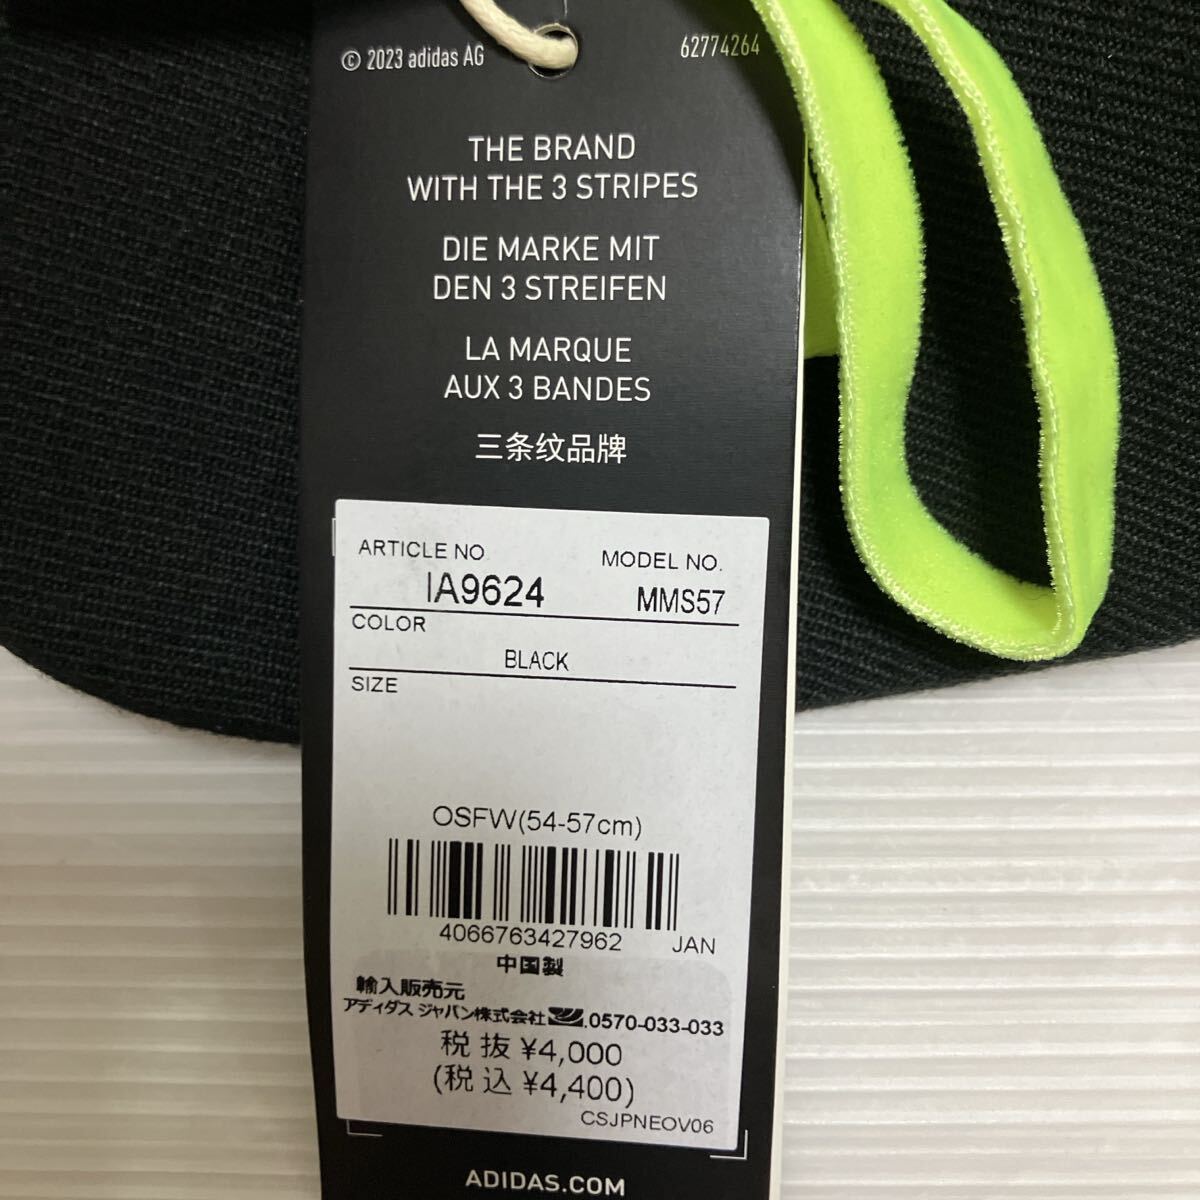 © 2023 adidas AG
62774264
THE BRAND
WITH THE 3 STRIPES
DIE MARKE MIT
DEN 3 STREIFEN
LA MARQUE
AUX 3 BANDES
三条纹品牌
ARTICLE NO
MODEL NO.
IA9624
MMS57
COLOR
BLACK
SIZE
OSFW(54-57cm)
4066763427962 JAN
中国製
輸入販売元
アディダス ジャパン株式会社 .0570-033-033
税 抜 ¥4,000
(税 込 ¥4,400)
CSJPNEOV06
ADIDAS.COM